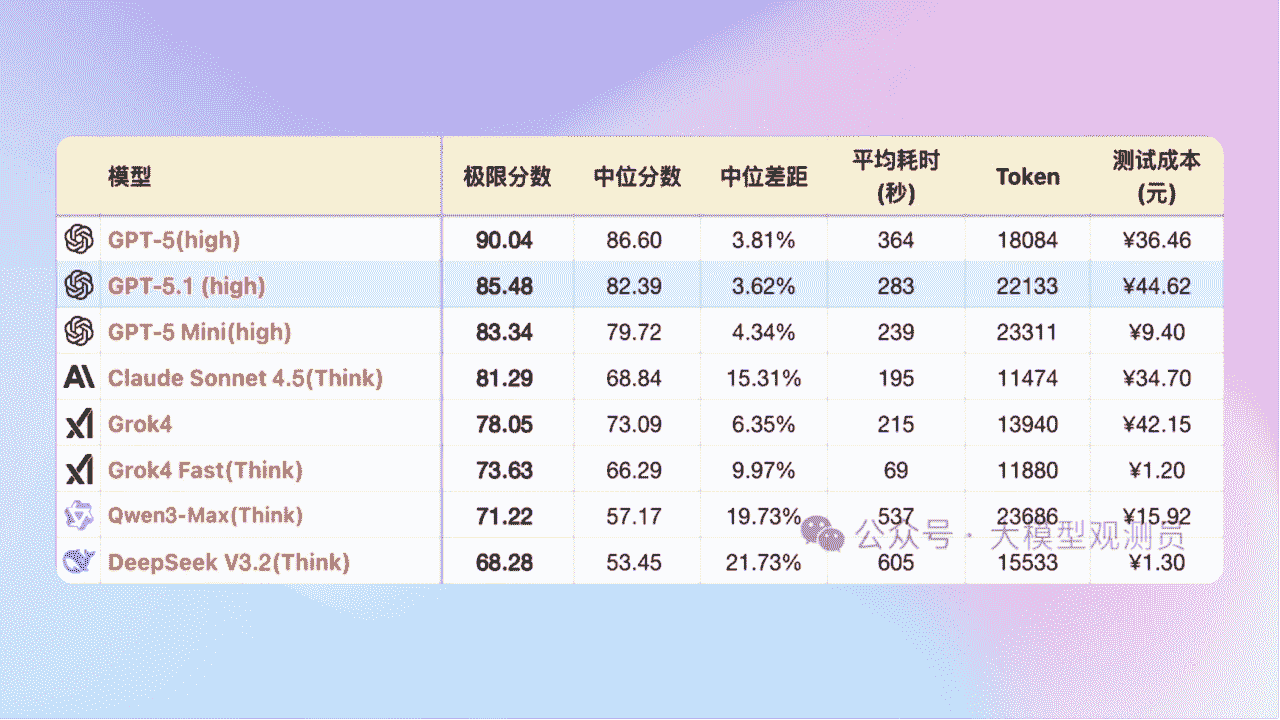 模型 极限分数 中位分数 中位差距 平均耗时(秒) Token 测试成本(元)
GPT-5(high) 90.04 86.60 3.81% 364 18084 ¥36.46
GPT-5.1 (high) 85.48 82.39 3.62% 283 22133 ¥44.62
GPT-5 Mini(high) 83.34 79.72 4.34% 239 23311 ¥9.40
Claude Sonnet 4.5(Think) 81.29 68.84 15.31% 195 11474 ¥34.70
Grok4 78.05 73.09 6.35% 215 13940 ¥42.15
Grok4 Fast(Think) 73.63 66.29 9.97% 69 11880 ¥1.20
Qwen3-Max(Think) 71.22 57.17 19.73% 537 23686 ¥15.92
公众号 · 大模型观测员
DeepSeek V3.2(Think) 68.28 53.45 21.73% 605 15533 ¥1.30